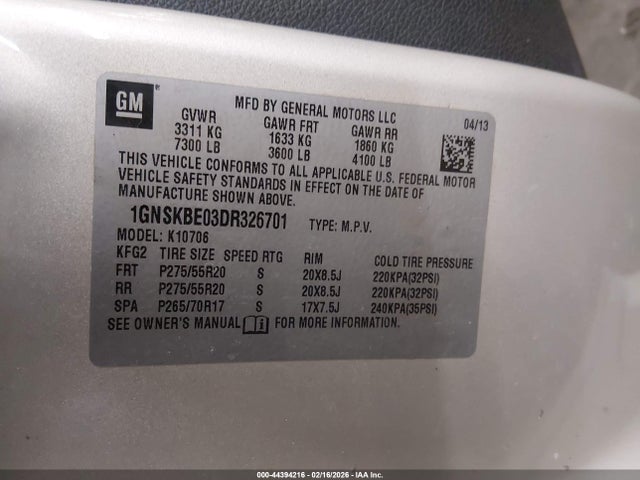 GM
MFD BY GENERAL MOTORS LLC
04/13
GVWR GAWR FRT GAWR RR
3311 KG 1633 KG 1860 KG
7300 LB 3600 LB 4100 LB
THIS VEHICLE CONFORMS TO ALL APPLICABLE U.S. FEDERAL MOTOR
VEHICLE SAFETY STANDARDS IN EFFECT ON THE DATE OF
MANUFACTURE SHOWN ABOVE.
1GNSKBE03DR326701 TYPE: M.P.V.
MODEL: K10706
KFG2 TIRE SIZE SPEED RTG RIM COLD TIRE PRESSURE
FRT P275/55R20 S 20X8.5J 220KPA(32PSI)
RR P275/55R20 S 20X8.5J 220KPA(32PSI)
SPA P265/70R17 S 17X7.5J 240KPA(35PSI)
SEE OWNER'S MANUAL FOR MORE INFORMATION.
000-44394216 - 02/16/2026 - IAA Inc.